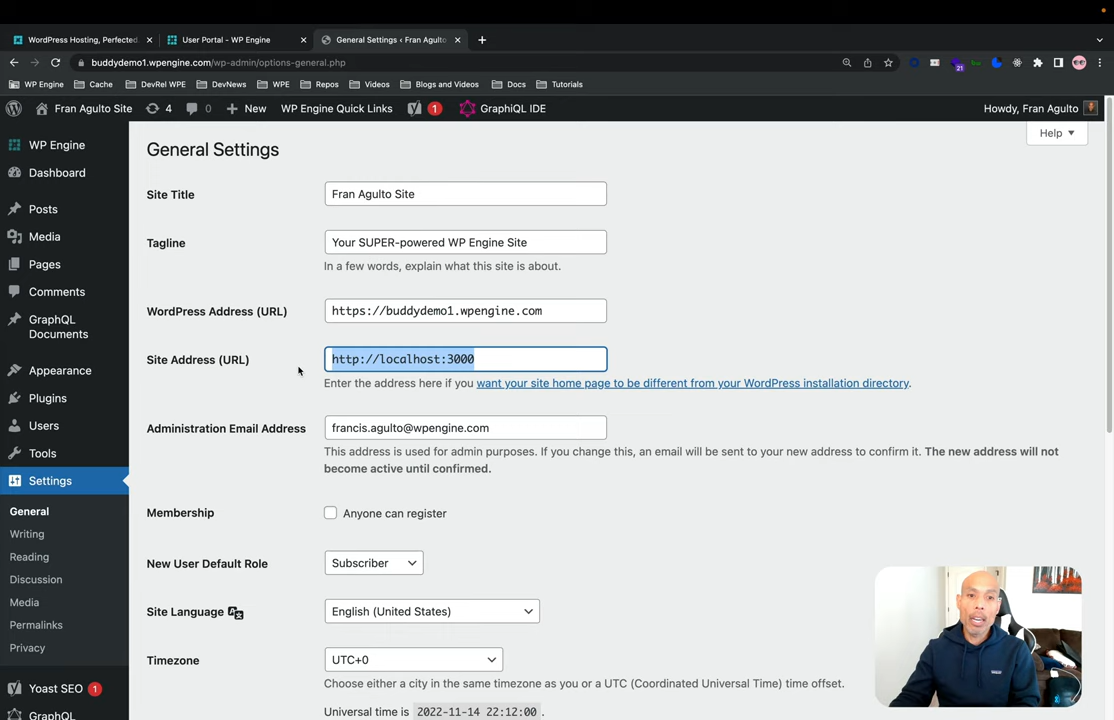 WordPress Hosting, Perfected.
User Portal - WP Engine
General Settings ‹ Fran Agulto
buddydemo1.wpengine.com/wp-admin/options-general.php
21
WP Engine
Cache
DevRel WPE
DevNews
WPE
Repos
Videos
Blogs and Videos
Docs
Tutorials
Fran Agulto Site
4
0
New
WP Engine Quick Links
1
GraphiQL IDE
Howdy, Fran Agulto
Help
WP Engine
Dashboard
Posts
Media
Pages
Comments
GraphQL
Documents
Appearance
Plugins
Users
Tools
Settings
General
Writing
Reading
Discussion
Media
Permalinks
Privacy
Yoast SEO 1
GraphQL
General Settings
Site Title
Fran Agulto Site
Tagline
Your SUPER-powered WP Engine Site
In a few words, explain what this site is about.
WordPress Address (URL)
https://buddydemo1.wpengine.com
Site Address (URL)
http://localhost:3000
Enter the address here if you want your site home page to be different from your WordPress installation directory.
Administration Email Address
francis.agulto@wpengine.com
This address is used for admin purposes. If you change this, an email will be sent to your new address to confirm it. The new address will not
become active until confirmed.
Membership
Anyone can register
New User Default Role
Subscriber
Site Language
English (United States)
Timezone
UTC+0
Choose either a city in the same timezone as you or a UTC (Coordinated Universal Time) time offset.
Universal time is 2022-11-14 22:12:00 .